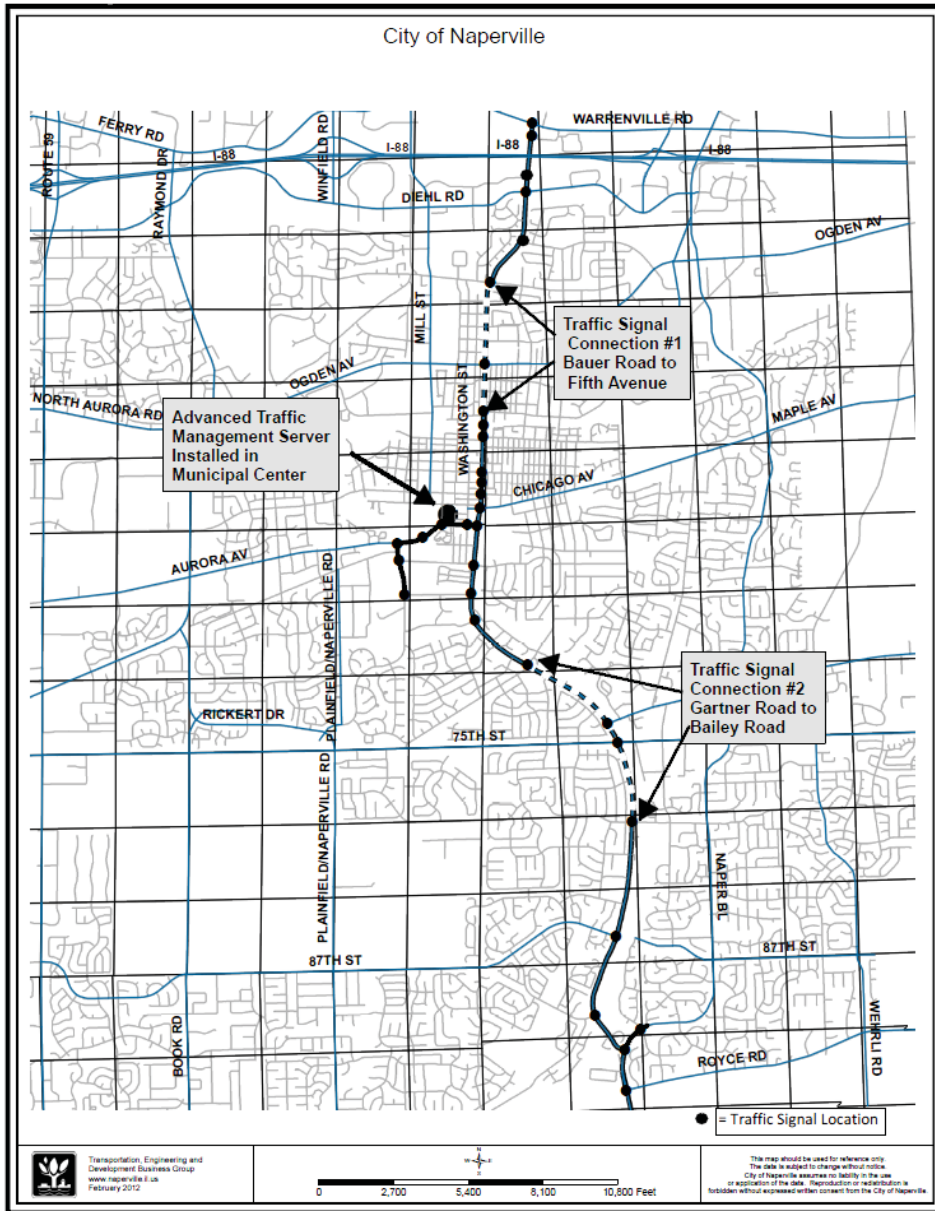 City of Naperville
FERRY RD
WARRENVILLE RD
ROUTE 59
RAYMOND DR
I-88
WINFIELD RD
I-88
I-88
I-88
DIEHL RD
OGDEN AV
MILL ST
Traffic Signal
Connection #1
Bauer Road to
Fifth Avenue
OGDEN AV
NORTH AURORA RD
WASHINGTON ST
MAPLE AV
Advanced Traffic
Management Server
Installed in
Municipal Center
CHICAGO AV
AURORA AV
PLAINFIELD/NAPERVILLE RD
Traffic Signal
Connection #2
Gartner Road to
Bailey Road
RICKERT DR
75TH ST
PLAINFIELD/NAPERVILLE RD
NAPER BL
87TH ST
87TH ST
BOOK RD
WEHRLI RD
ROYCE RD
= Traffic Signal Location
Transportation, Engineering and
Development Business Group
www.naperville.il.us
February 2012
N
W
E
S
0 2,700 5,400 8,100 10,800 Feet
This map should be used for reference only.
The data is subject to change without notice.
City of Naperville assumes no liability in the use
or application of the data. Reproduction or redistribution is
forbidden without expressed written consent from the City of Naperville.